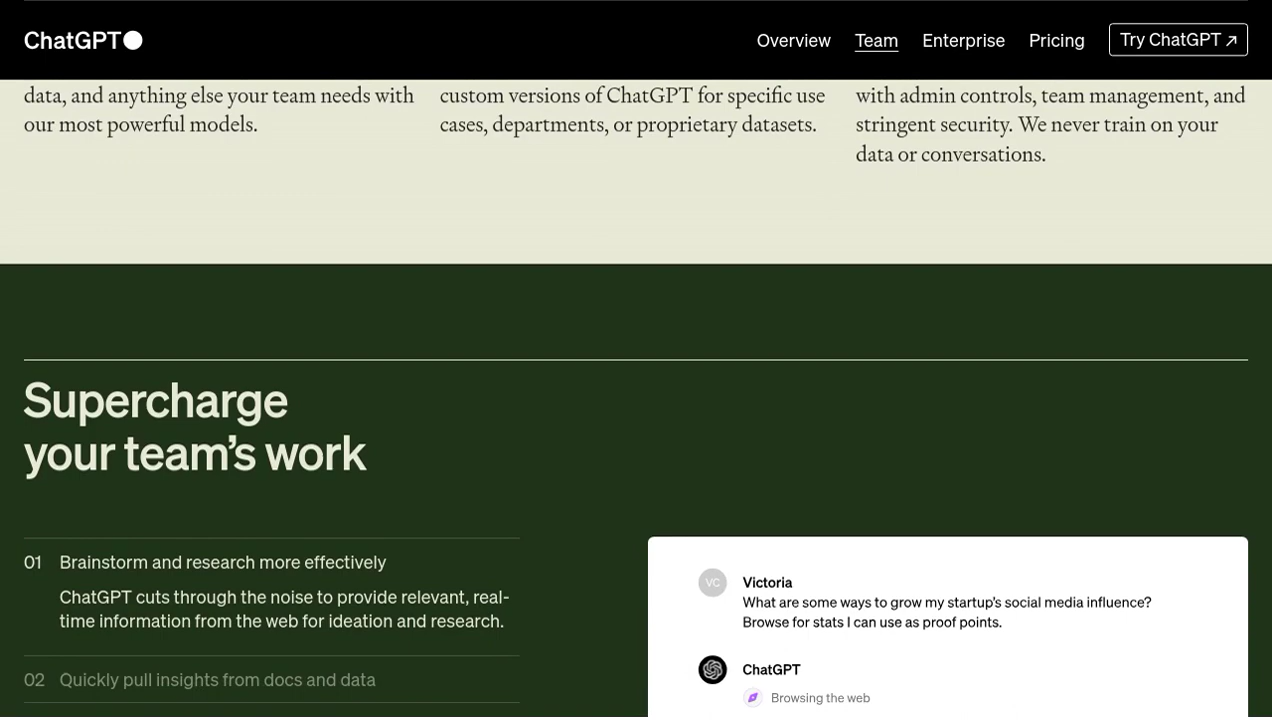 ChatGPT
Overview
Team
Enterprise
Pricing
Try ChatGPT ↗
data, and anything else your team needs with
our most powerful models.
custom versions of ChatGPT for specific use
cases, departments, or proprietary datasets.
with admin controls, team management, and
stringent security. We never train on your
data or conversations.
Supercharge
your team’s work
01 Brainstorm and research more effectively
ChatGPT cuts through the noise to provide relevant, real-
time information from the web for ideation and research.
02 Quickly pull insights from docs and data
VC
Victoria
What are some ways to grow my startup’s social media influence?
Browse for stats I can use as proof points.
ChatGPT
Browsing the web